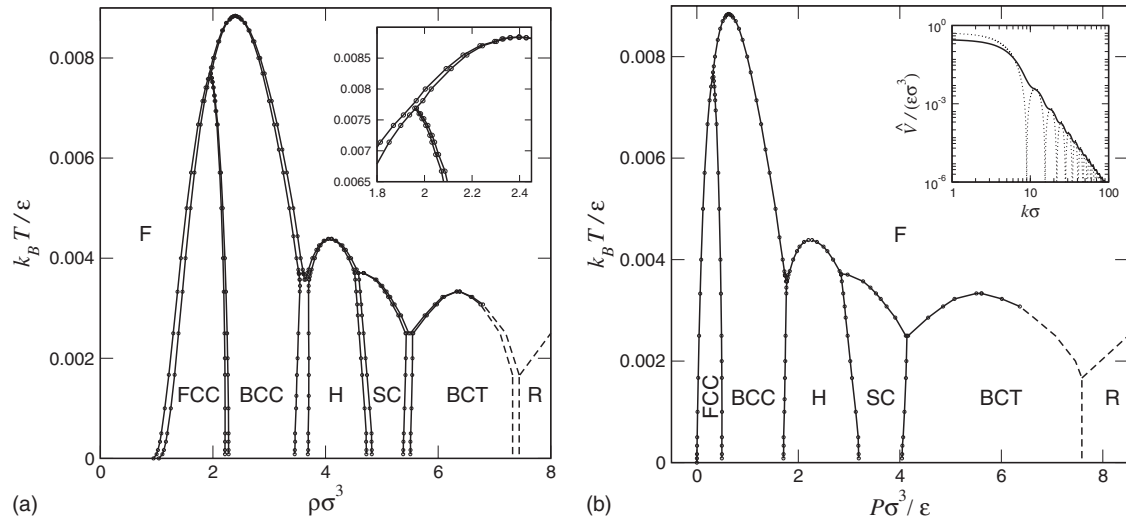 0.008
0.006
0.004
0.002
0
k_B T / ε
F
FCC
BCC
H
SC
BCT
R
0 2 4 6 8
ρσ³
(a)
0.0085
0.008
0.0075
0.007
0.0065
1.8 2 2.2 2.4
0.008
0.006
0.004
0.002
0
k_B T / ε
F
FCC
BCC
H
SC
BCT
R
0 2 4 6 8
Pσ³/ ε
(b)
10⁰
10⁻³
10⁻⁶
V̂ / (εσ³)
1 10 100
kσ